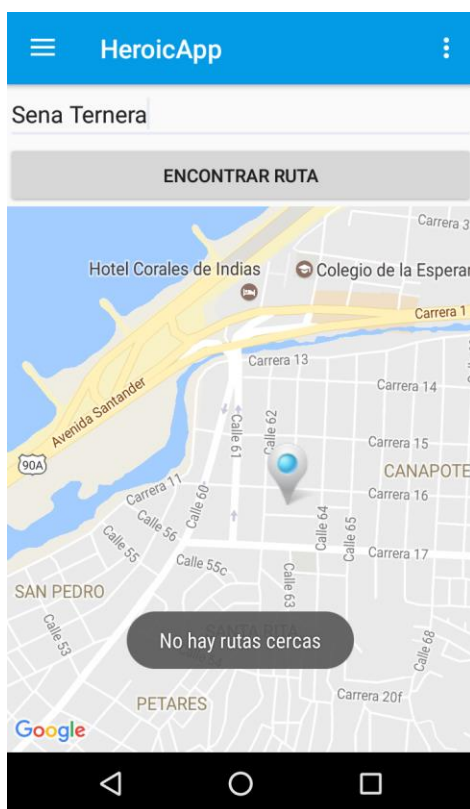 HeroicApp
Sena Ternera
ENCONTRAR RUTA
Carrera 3
Hotel Corales de Indias
Colegio de la Esperan
Carrera 1
Carrera 13
Carrera 14
Avenida Santander
Calle 61
Calle 62
Carrera 15
90A
CANAPOTE
Carrera 11
Calle 60
Carrera 16
Calle 56
Calle 64
Calle 65
Calle 55
Carrera 17
Calle 55c
Calle 63
SAN PEDRO
Calle 53
SANTA RITA
No hay rutas cercas
Calle 68
PETARES
Carrera 20f
Google